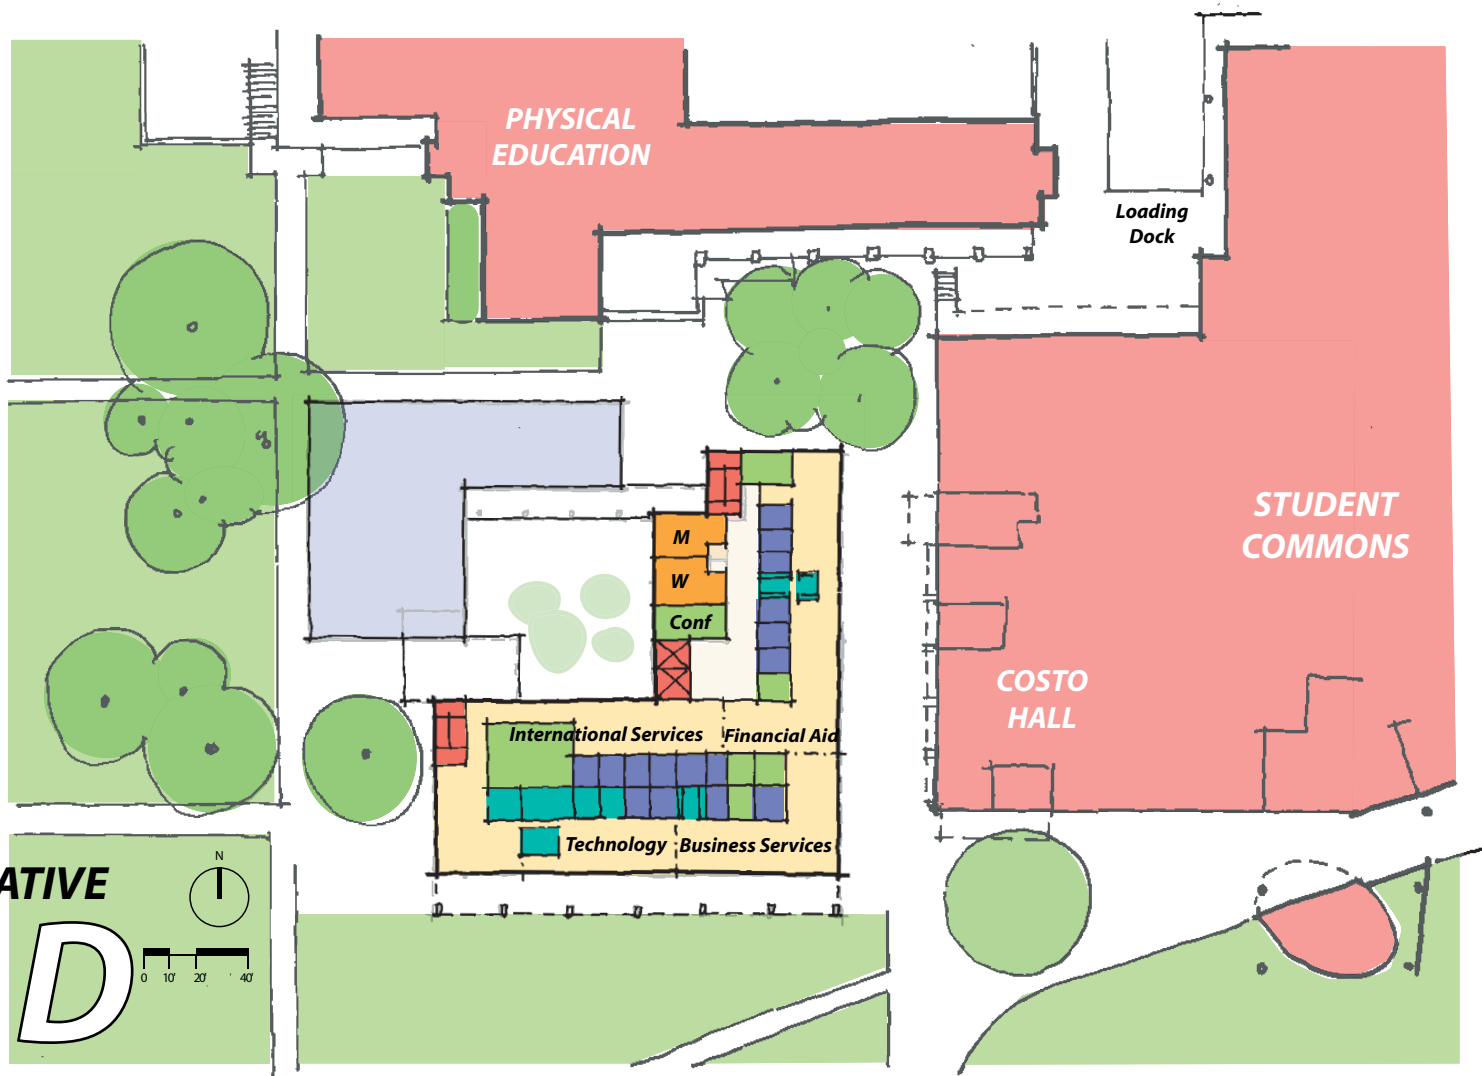 PHYSICAL
EDUCATION
Loading
Dock
STUDENT
COMMONS
M
W
Conf
COSTO
HALL
International Services
Financial Aid
Technology
Business Services
ATIVE
D
N
0 10' 20' 40'